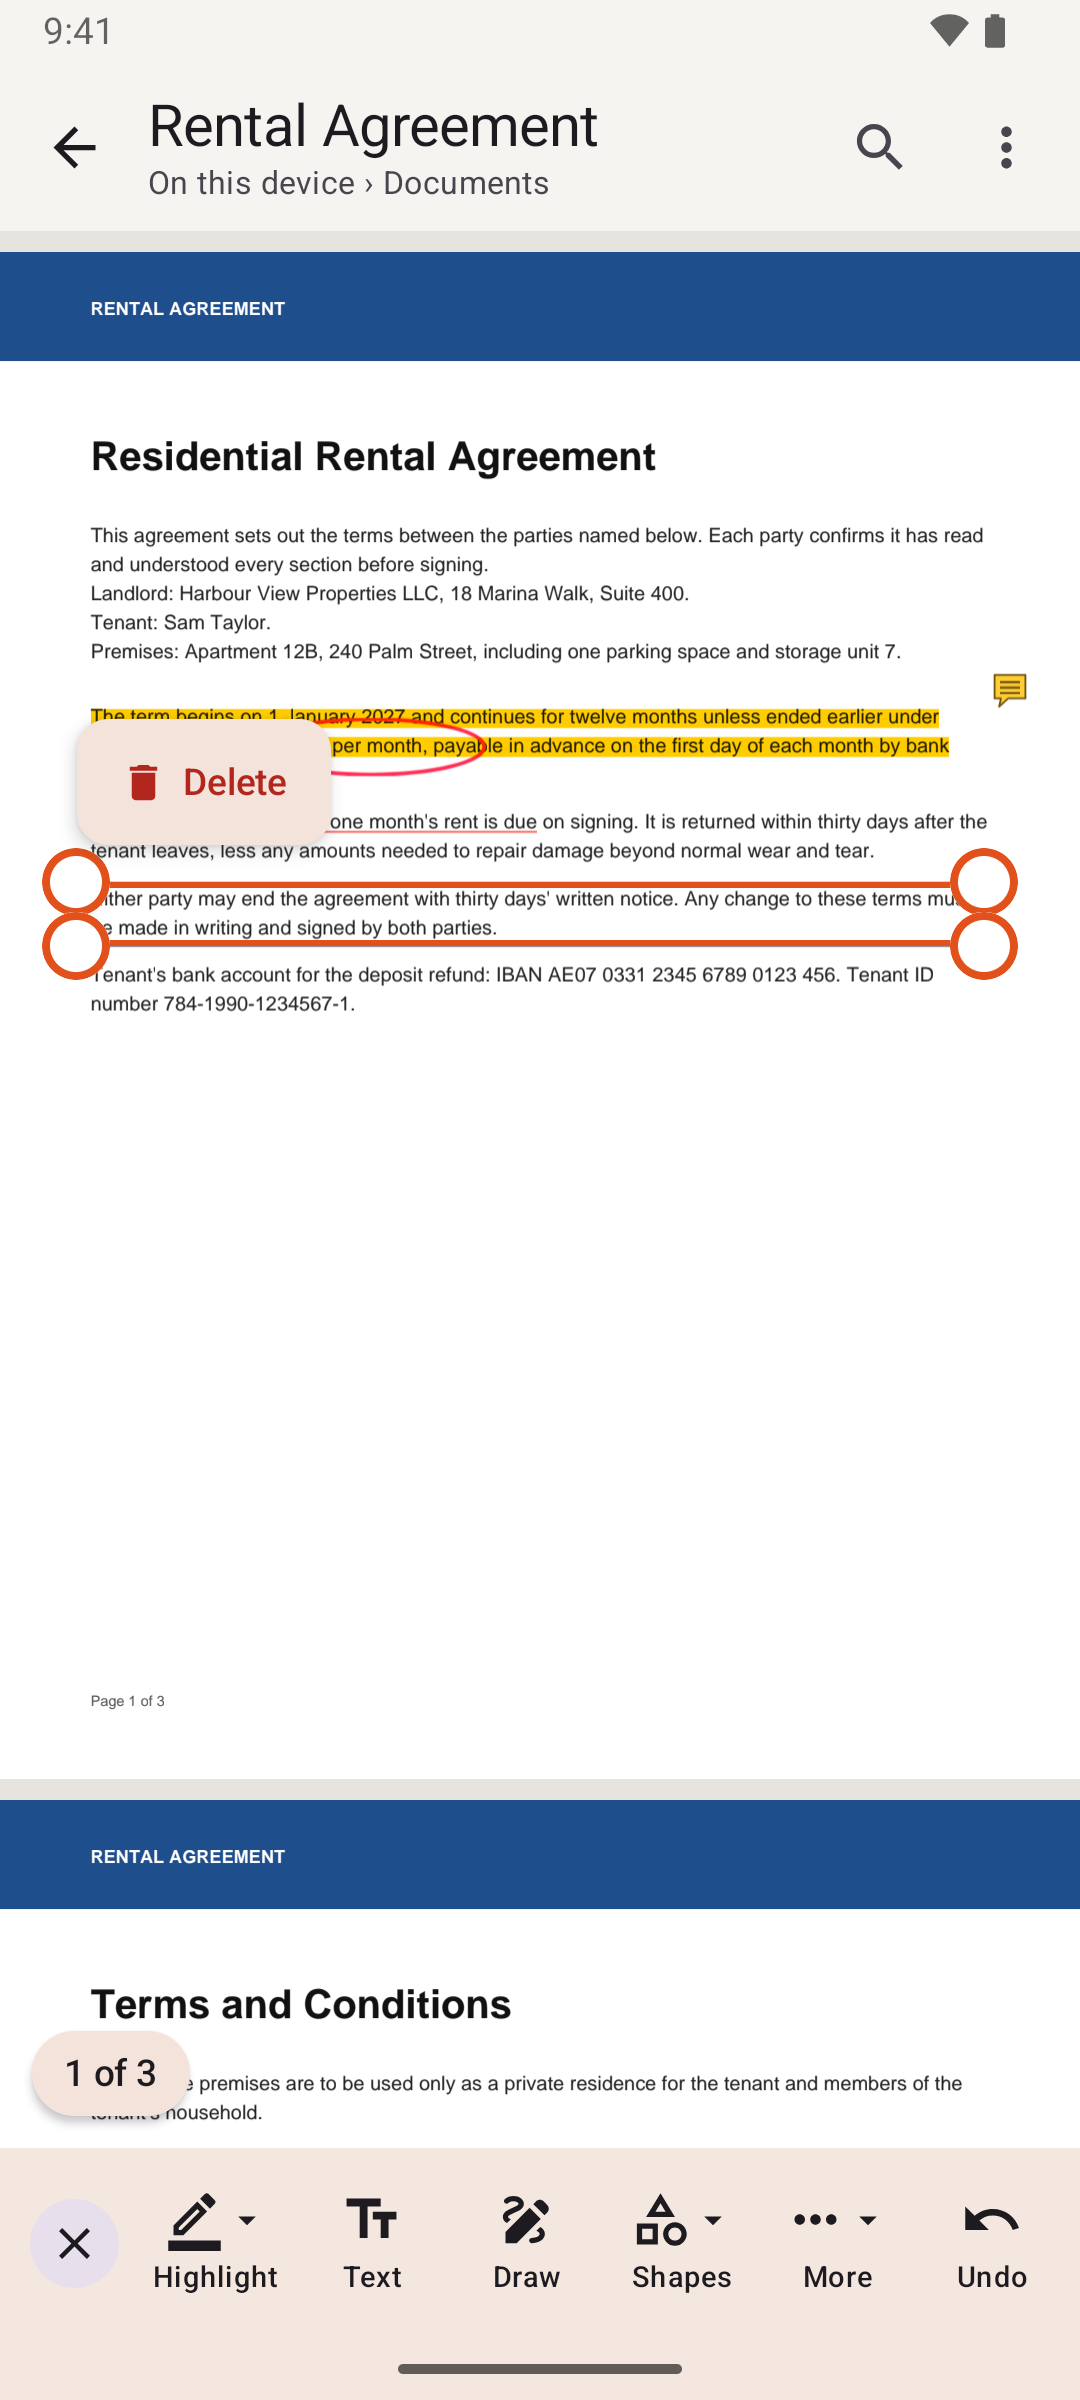 9:41
Rental Agreement
On this device › Documents
RENTAL AGREEMENT
Residential Rental Agreement
This agreement sets out the terms between the parties named below. Each party confirms it has read
and understood every section before signing.
Landlord: Harbour View Properties LLC, 18 Marina Walk, Suite 400.
Tenant: Sam Taylor.
Premises: Apartment 12B, 240 Palm Street, including one parking space and storage unit 7.
The term begins on 1 January 2027 and continues for twelve months unless ended earlier under
per month, payable in advance on the first day of each month by bank
Delete
one month's rent is due on signing. It is returned within thirty days after the
tenant leaves, less any amounts needed to repair damage beyond normal wear and tear.
party may end the agreement with thirty days' written notice. Any change to these terms
made in writing and signed by both parties.
Tenant's bank account for the deposit refund: IBAN AE07 0331 2345 6789 0123 456. Tenant ID
number 784-1990-1234567-1.
Page 1 of 3
RENTAL AGREEMENT
Terms and Conditions
1 of 3
premises are to be used only as a private residence for the tenant and members of the
tenant's household.
Highlight
Text
Draw
Shapes
More
Undo